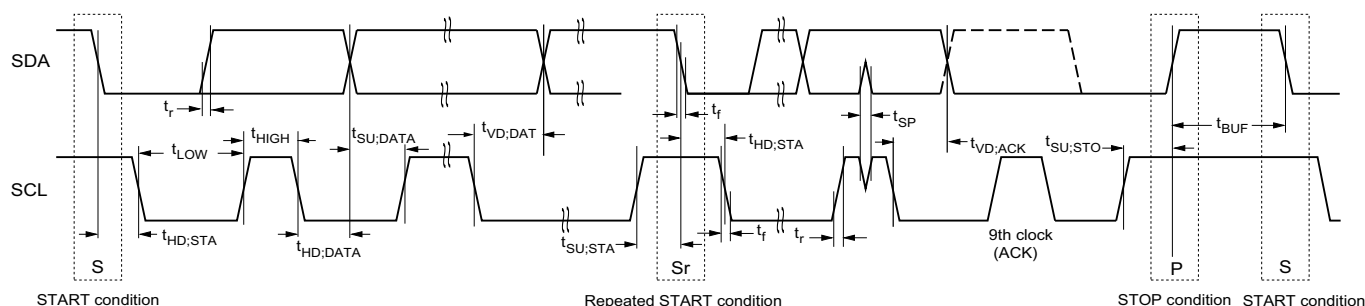 SDA
tr
tHIGH
tLOW
tSU;DATA
tVD;DAT
tf
tHD;STA
tSP
tVD;ACK
tSU;STO
tBUF
SCL
tHD;STA
tHD;DATA
tSU;STA
tf
tr
9th clock
(ACK)
S
Sr
P
S
START condition
Repeated START condition
STOP condition
START condition